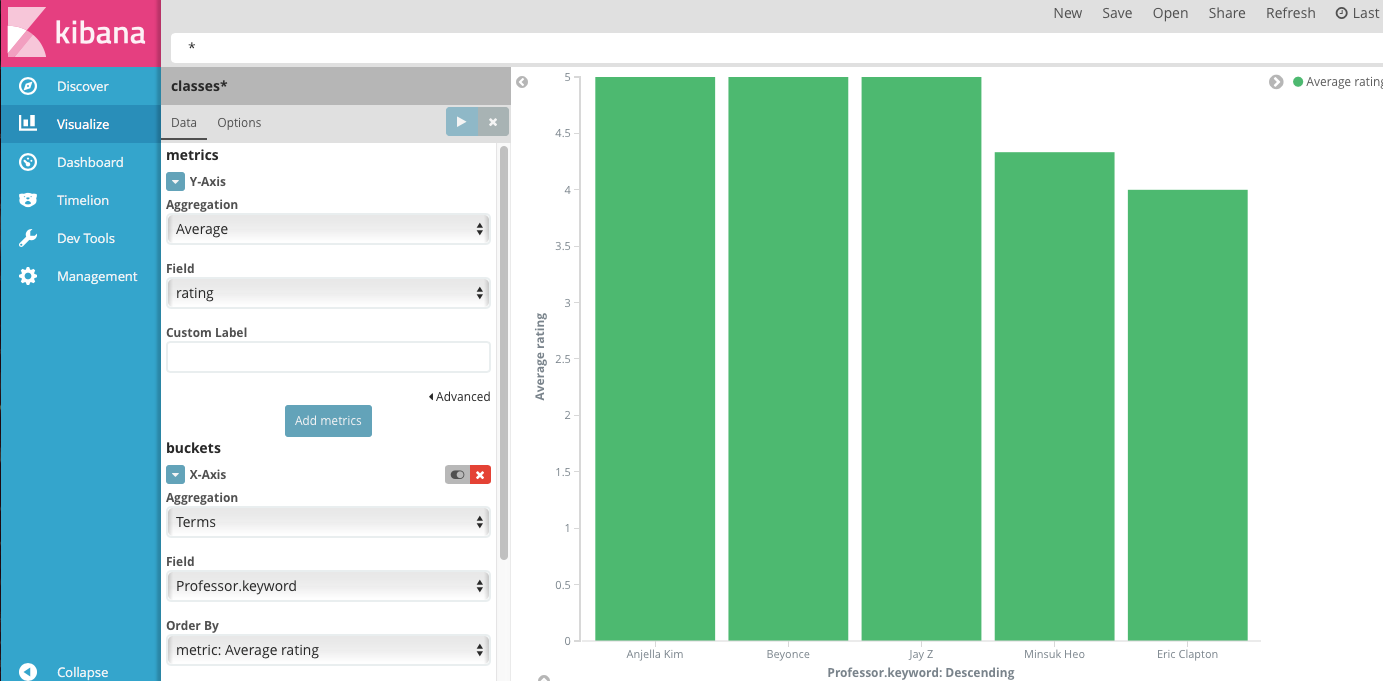 kibana
New Save Open Share Refresh Last
*
Discover
Visualize
Dashboard
Timelion
Dev Tools
Management
Collapse
classes*
Data Options
metrics
Y-Axis
Aggregation
Average
Field
rating
Custom Label
Advanced
Add metrics
buckets
X-Axis
Aggregation
Terms
Field
Professor.keyword
Order By
metric: Average rating
Average rating
5
4.5
4
3.5
3
2.5
2
1.5
1
0.5
0
Anjella Kim Beyonce Jay Z Minsuk Heo Eric Clapton
Professor.keyword: Descending
Average rating